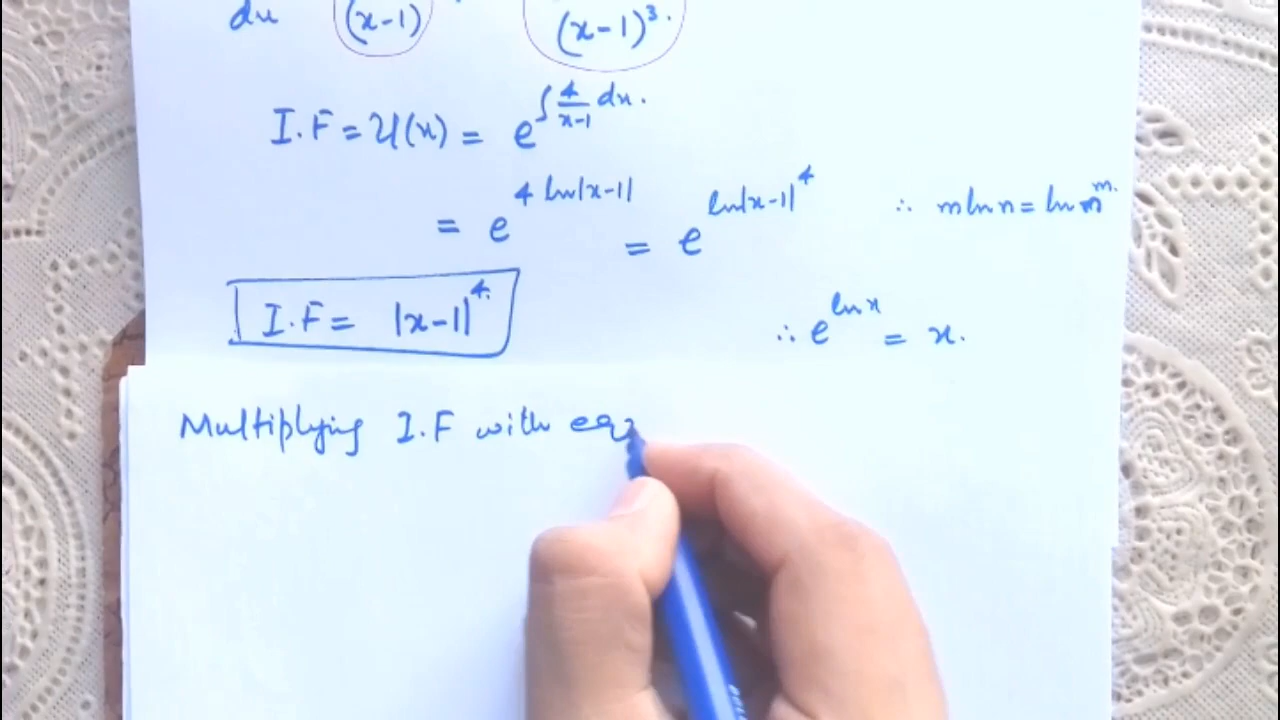 dx (x-1) (x-1)³.
I.F = u(x) = e^∫4/(x-1) dx.
= e^4 ln|x-1| = e^ln|x-1|^4 ∴ m ln n = ln n^m.
I.F = |x-1|^4. ∴ e^ln x = x.
Multiplying I.F with eq